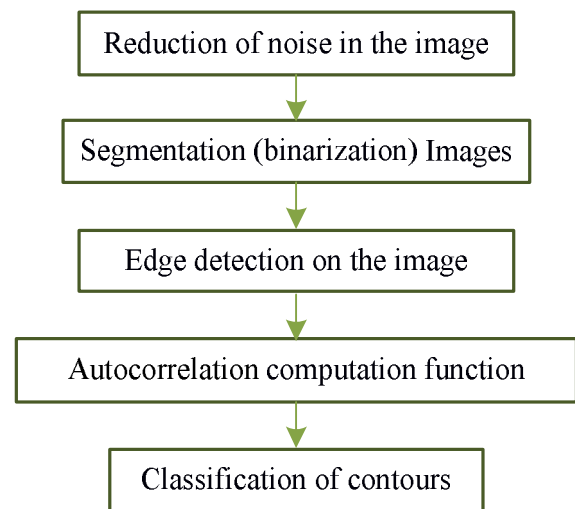 Reduction of noise in the image
Segmentation (binarization) Images
Edge detection on the image
Autocorrelation computation function
Classification of contours